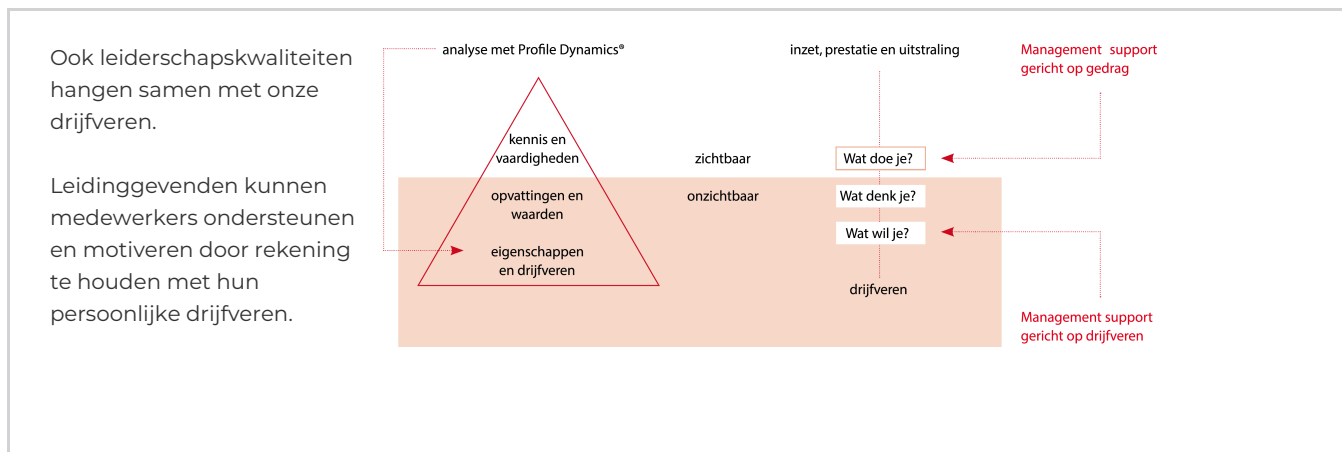 Ook leiderschapskwaliteiten
hangen samen met onze
drijfveren.
Leidinggevenden kunnen
medewerkers ondersteunen
en motiveren door rekening
te houden met hun
persoonlijke drijfveren.
analyse met Profile Dynamics®
kennis en
vaardigheden
opvattingen en
waarden
eigenschappen
en drijfveren
zichtbaar
onzichtbaar
inzet, prestatie en uitstraling
Wat doe je?
Wat denk je?
Wat wil je?
drijfveren
Management support
gericht op gedrag
Management support
gericht op drijfveren